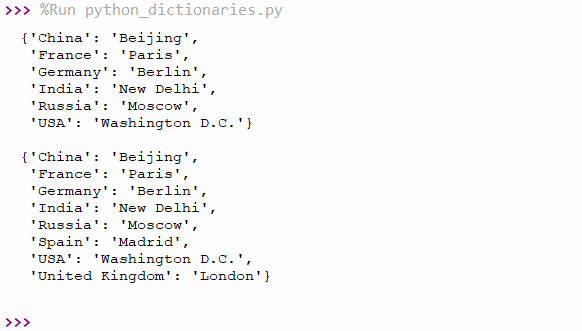 >>> %Run python_dictionaries.py
{'China': 'Beijing',
'France': 'Paris',
'Germany': 'Berlin',
'India': 'New Delhi',
'Russia': 'Moscow',
'USA': 'Washington D.C.'}
{'China': 'Beijing',
'France': 'Paris',
'Germany': 'Berlin',
'India': 'New Delhi',
'Russia': 'Moscow',
'Spain': 'Madrid',
'USA': 'Washington D.C.',
'United Kingdom': 'London'}
>>>